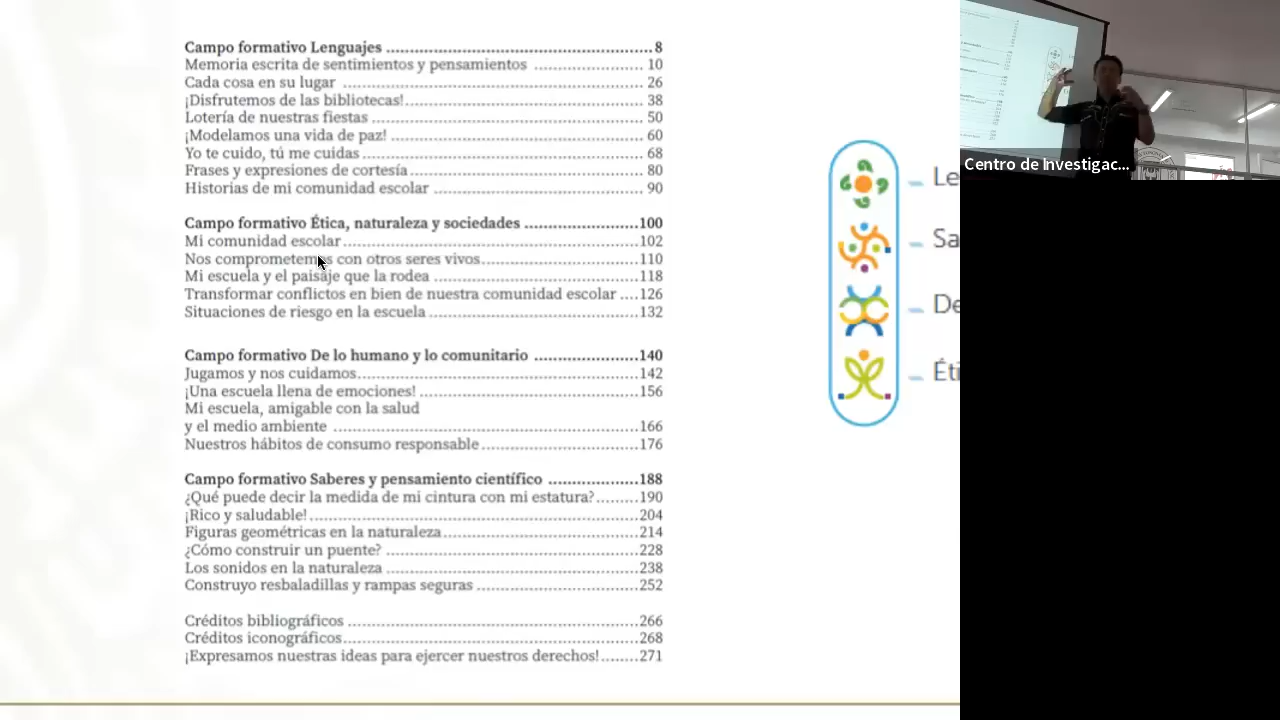 Campo formativo Lenguajes ........................................................8
Memoria escrita de sentimientos y pensamientos ....................... 10
Cada cosa en su lugar ................................................................ 26
¡Disfrutemos de las bibliotecas!................................................... 38
Lotería de nuestras fiestas .......................................................... 50
¡Modelamos una vida de paz! ..................................................... 60
Yo te cuido, tú me cuidas ............................................................ 68
Frases y expresiones de cortesía .................................................. 80
Historias de mi comunidad escolar ............................................. 90
Campo formativo Ética, naturaleza y sociedades ........................100
Mi comunidad escolar ...............................................................102
Nos comprometemos con otros seres vivos.................................110
Mi escuela y el paisaje que la rodea ............................................118
Transformar conflictos en bien de nuestra comunidad escolar ....126
Situaciones de riesgo en la escuela .............................................132
Campo formativo De lo humano y lo comunitario ......................140
Jugamos y nos cuidamos............................................................142
¡Una escuela llena de emociones! ...............................................156
Mi escuela, amigable con la salud
y el medio ambiente ..................................................................166
Nuestros hábitos de consumo responsable .................................176
Campo formativo Saberes y pensamiento científico ...................188
¿Qué puede decir la medida de mi cintura con mi estatura?.........190
¡Rico y saludable! ......................................................................204
Figuras geométricas en la naturaleza..........................................214
¿Cómo construir un puente? ......................................................228
Los sonidos en la naturaleza ......................................................238
Construyo resbaladillas y rampas seguras ..................................252
Créditos bibliográficos ..............................................................266
Créditos iconográficos...............................................................268
¡Expresamos nuestras ideas para ejercer nuestros derechos!........271
Le
Sa
De
Éti
Centro de Investigac...